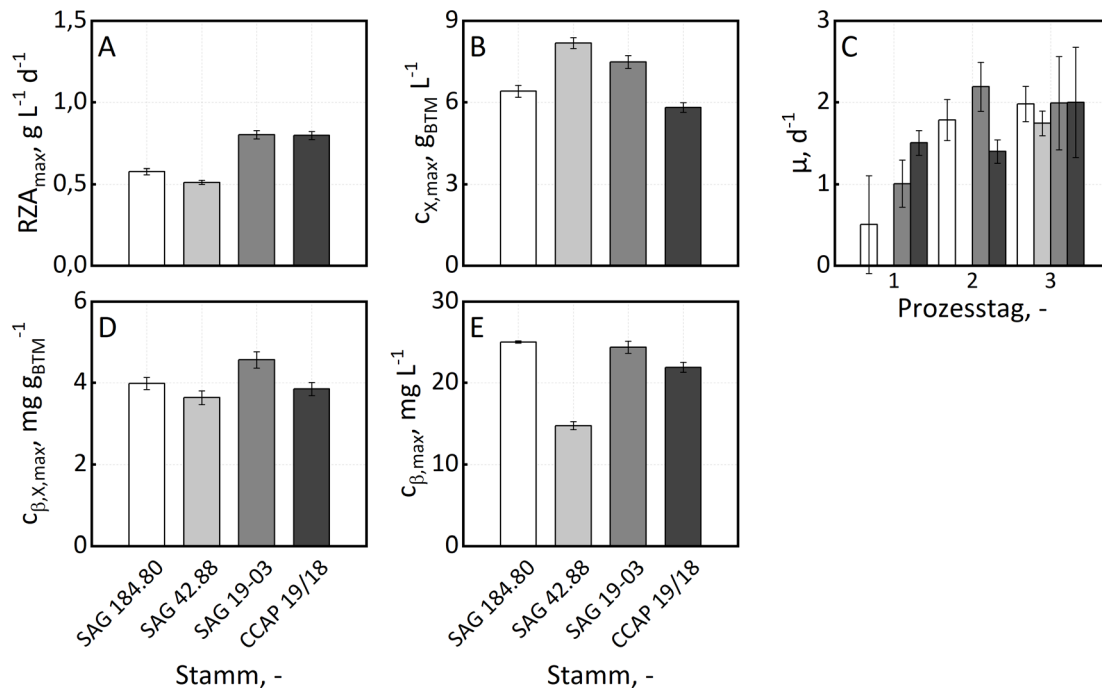 A
1,5
1,0
0,5
0,0
RZA_max, g L^-1 d^-1
B
9
6
3
0
c_X,max, g_BTM L^-1
C
3
2
1
0
µ, d^-1
1 2 3
Prozesstag, -
D
6
4
2
0
c_β,X,max, mg g_BTM^-1
SAG 184.80
SAG 42.88
SAG 19-03
CCAP 19/18
Stamm, -
E
30
20
10
0
c_β,max, mg L^-1
SAG 184.80
SAG 42.88
SAG 19-03
CCAP 19/18
Stamm, -